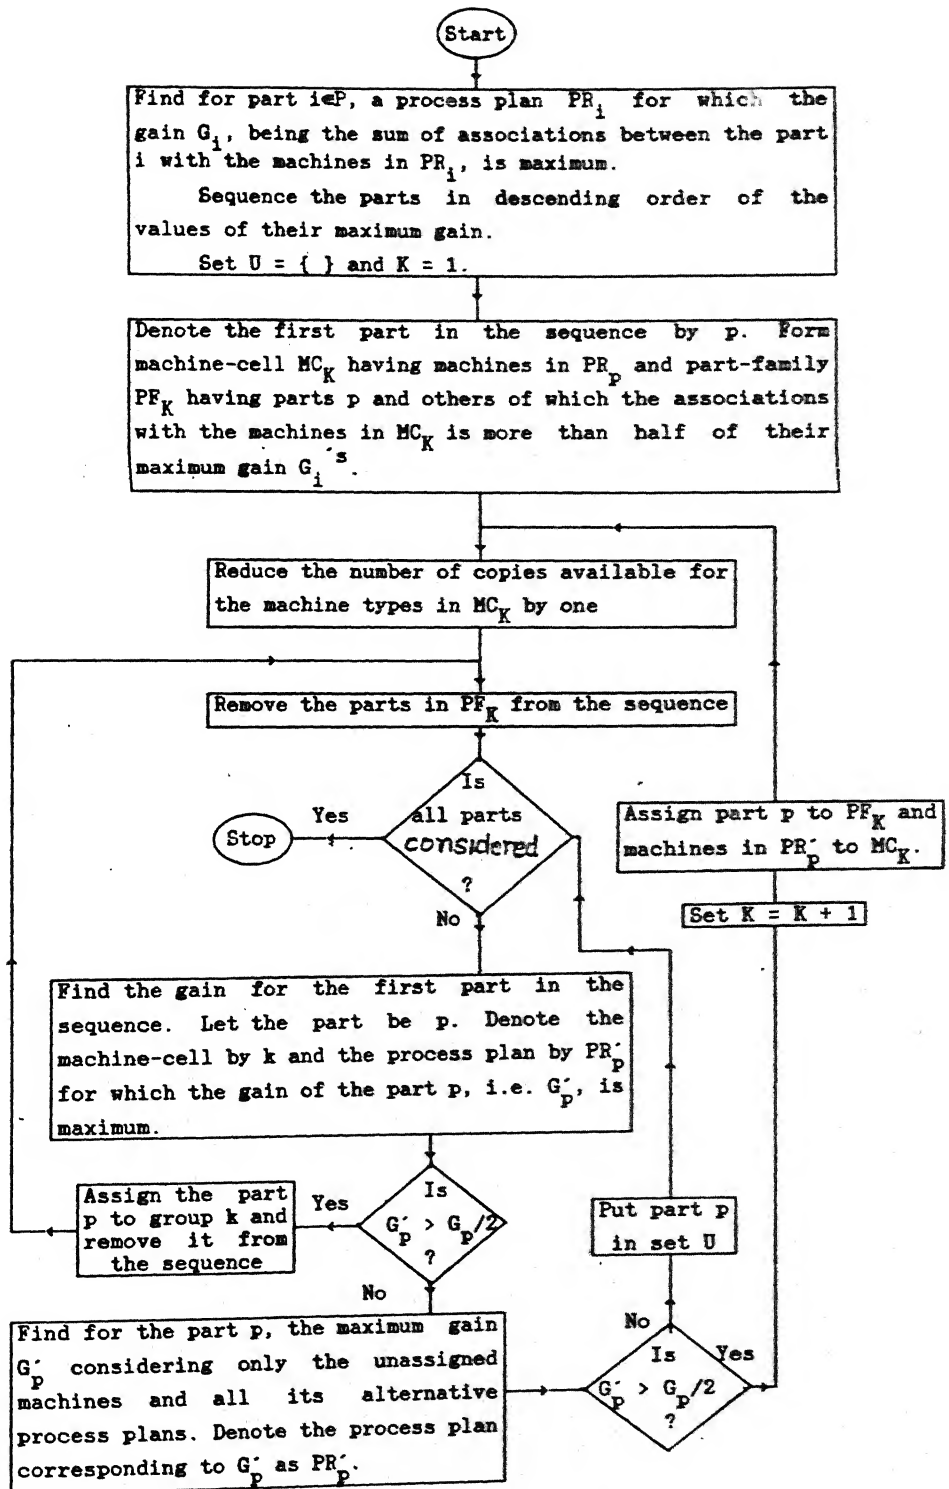 Start
Find for part i∈P, a process plan PR_i for which the
gain G_i, being the sum of associations between the part
i with the machines in PR_i, is maximum.
Sequence the parts in descending order of the
values of their maximum gain.
Set U = { } and K = 1.
Denote the first part in the sequence by p. Form
machine-cell MC_K having machines in PR_p and part-family
PF_K having parts p and others of which the associations
with the machines in MC_K is more than half of their
maximum gain G_i's.
Reduce the number of copies available for
the machine types in MC_K by one
Remove the parts in PF_K from the sequence
Is
all parts
considered
?
Yes
Stop
No
Assign part p to PF_K and
machines in PR′_p to MC_K.
Set K = K + 1
Find the gain for the first part in the
sequence. Let the part be p. Denote the
machine-cell by k and the process plan by PR′_p
for which the gain of the part p, i.e. G′_p, is
maximum.
Is
G′_p > G_p/2
?
Yes
Assign the part
p to group k and
remove it from
the sequence
No
Put part p
in set U
Find for the part p, the maximum gain
G′_p considering only the unassigned
machines and all its alternative
process plans. Denote the process plan
corresponding to G′_p as PR′_p.
No
Is
Yes
G′_p > G_p/2
?